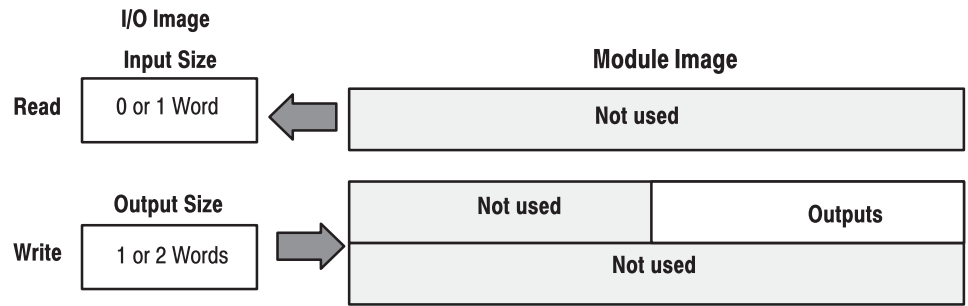 I/O Image
Input Size
Module Image
Read
0 or 1 Word
Not used
Output Size
Not used
Outputs
Write
1 or 2 Words
Not used